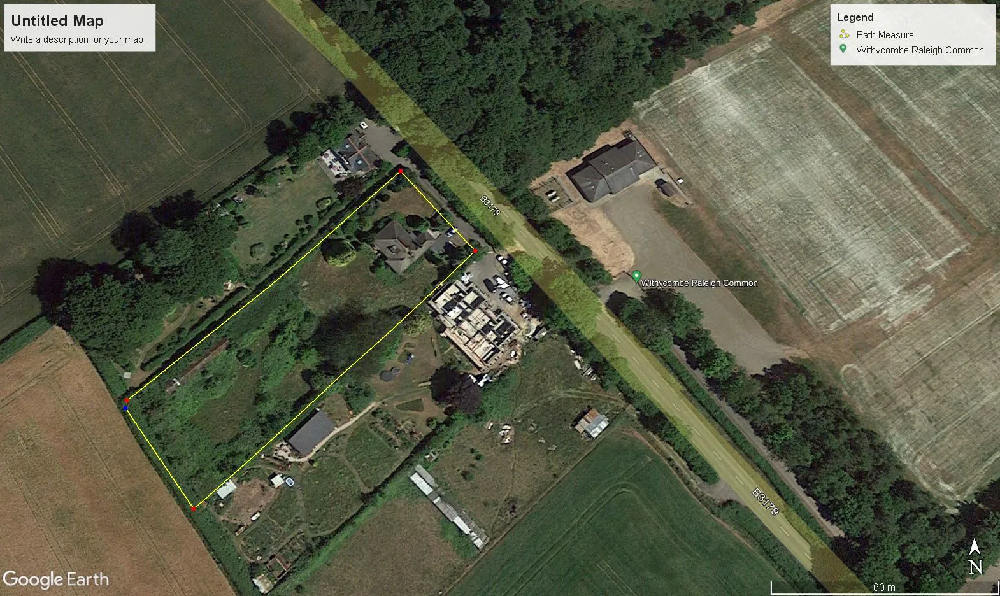 Untitled Map
Write a description for your map.
Legend
Path Measure
Withycombe Raleigh Common
B3179
Withycombe Raleigh Common
B3179
N
Google Earth
60 m